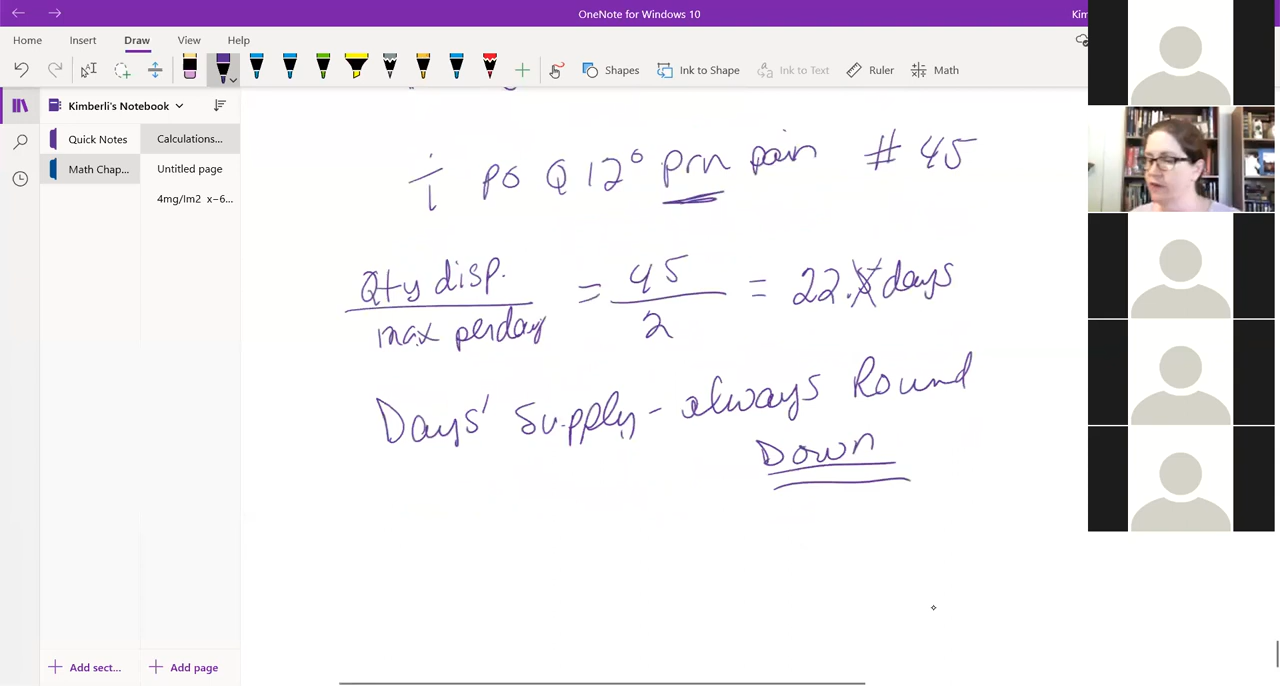 OneNote for Windows 10
Home Insert Draw View Help
Shapes Ink to Shape Ink to Text Ruler Math
Kimberli's Notebook
Quick Notes
Math Chap...
Calculations...
Untitled page
4mg/lm2 x–6...
i po Q 12° prn pain # 45
Qty disp. / max perday = 45 / 2 = 22.5 days
Days' Supply - always Round
Down
Add sect...
Add page